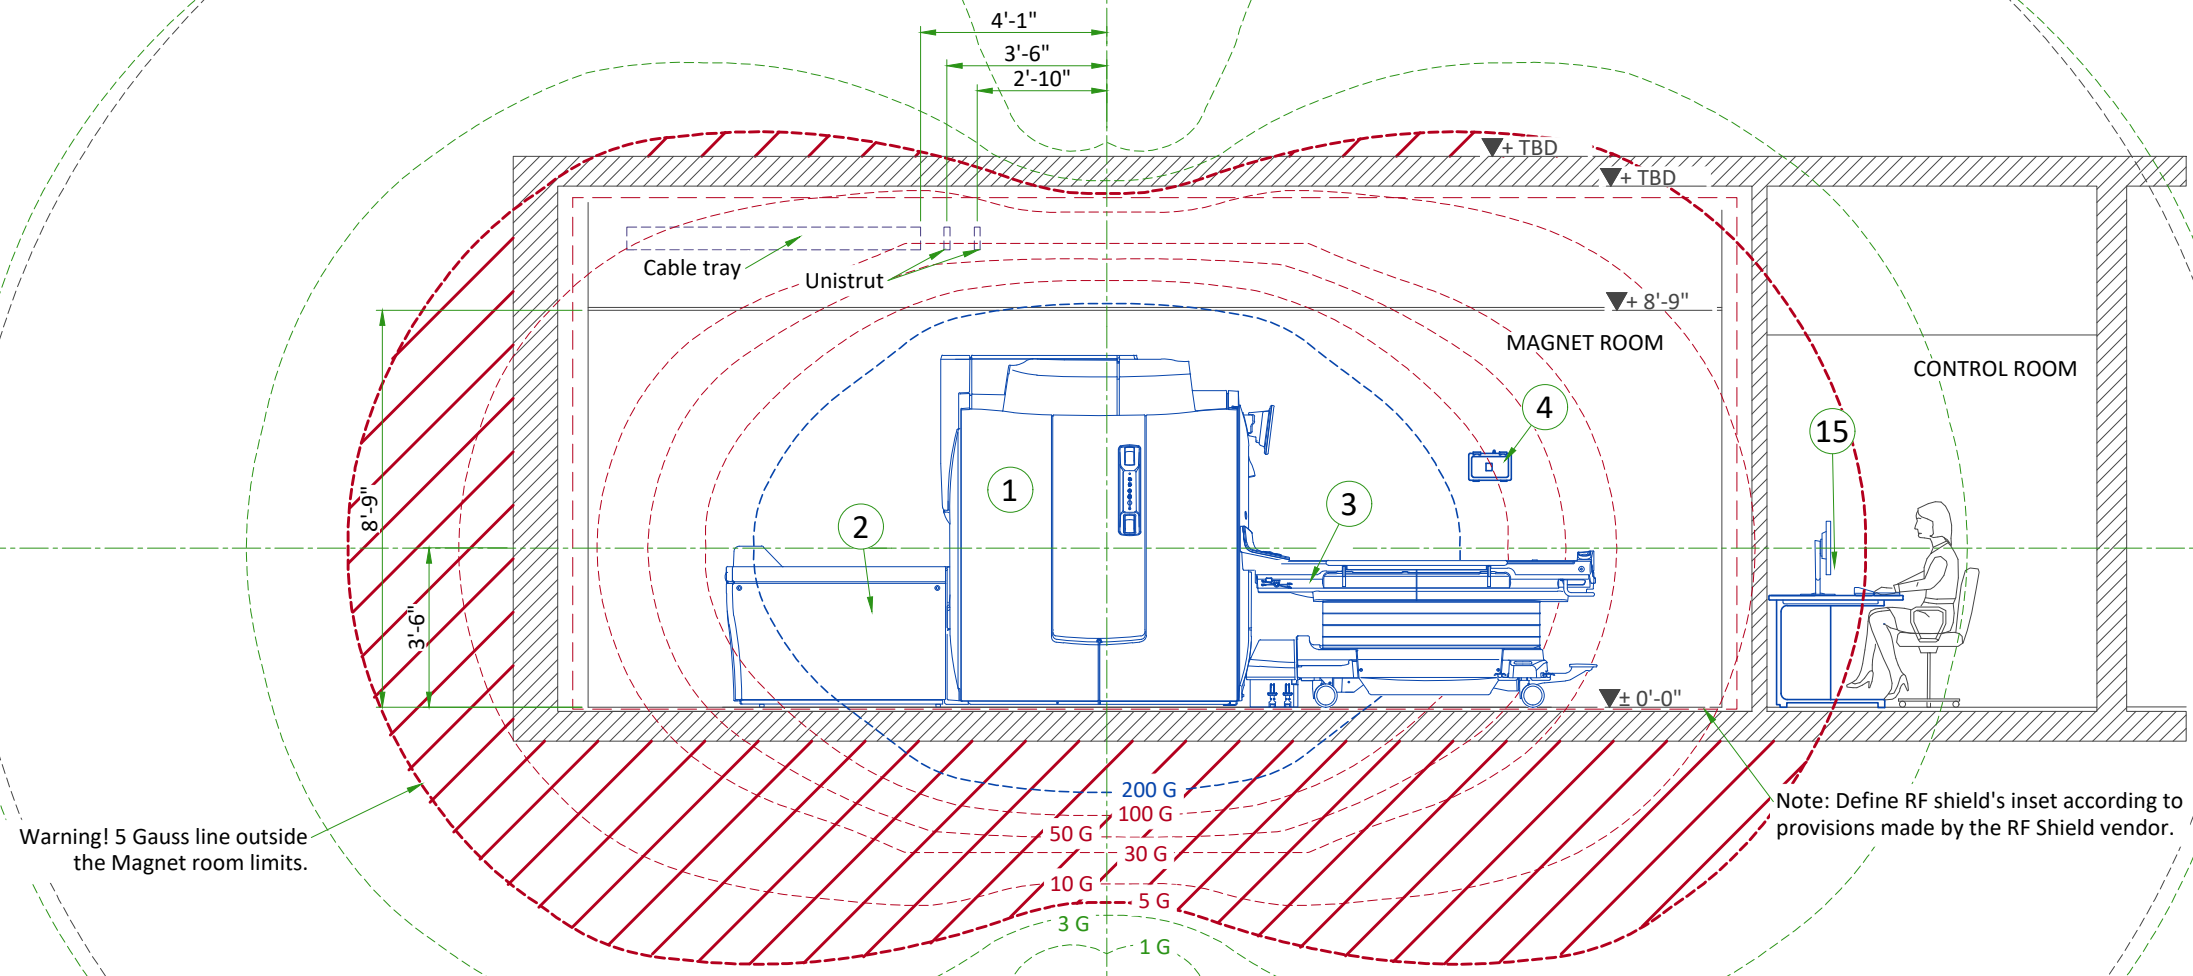 4'-1"
3'-6"
2'-10"
+ TBD
+ TBD
Cable tray
Unistrut
+ 8'-9"
MAGNET ROOM
CONTROL ROOM
4
15
1
3
2
8'-9"
3'-6"
± 0'-0"
200 G
100 G
50 G
30 G
10 G
5 G
3 G
1 G
Warning! 5 Gauss line outside
the Magnet room limits.
Note: Define RF shield's inset according to
provisions made by the RF Shield vendor.